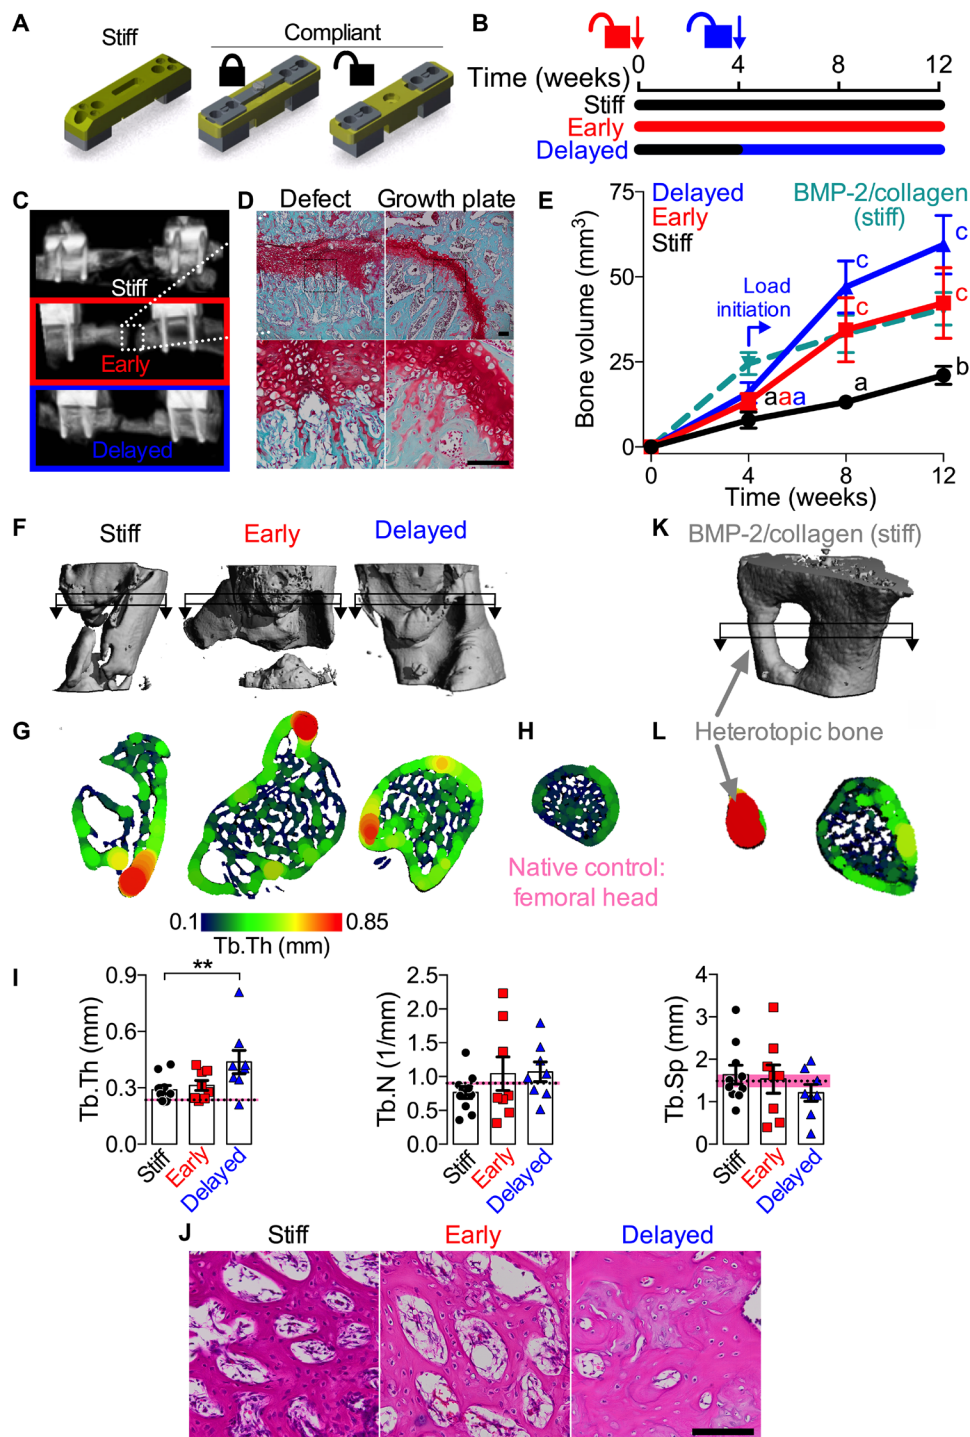 A
Stiff
Compliant
B
Time (weeks)
0
4
8
12
Stiff
Early
Delayed
C
Stiff
Early
Delayed
D
Defect
Growth plate
E
Bone volume (mm³)
75
50
25
0
Delayed
Early
Stiff
BMP-2/collagen
(stiff)
Load
initiation
c
c
c
aaa
a
b
0
4
8
12
Time (weeks)
F
Stiff
Early
Delayed
K
BMP-2/collagen (stiff)
G
H
Native control:
femoral head
L
Heterotopic bone
0.1
0.85
Tb.Th (mm)
I
Tb.Th (mm)
0.9
0.6
0.3
0.0
**
Stiff
Early
Delayed
Tb.N (1/mm)
2.5
2.0
1.5
1.0
0.5
0.0
Stiff
Early
Delayed
Tb.Sp (mm)
4
3
2
1
0
Stiff
Early
Delayed
J
Stiff
Early
Delayed